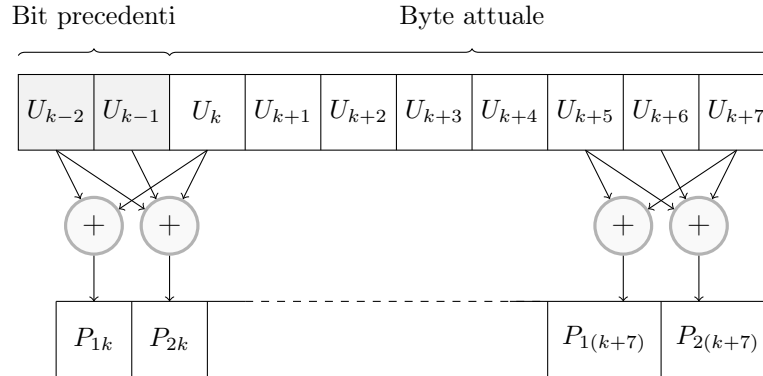 Bit precedenti Byte attuale
U_{k-2} U_{k-1} U_k U_{k+1} U_{k+2} U_{k+3} U_{k+4} U_{k+5} U_{k+6} U_{k+7}
+ + + +
P_{1k} P_{2k} P_{1(k+7)} P_{2(k+7)}